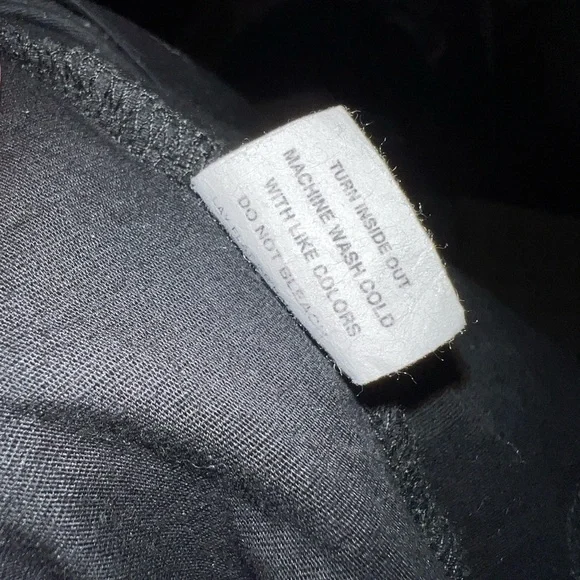 TURN INSIDE OUT
MACHINE WASH COLD
WITH LIKE COLORS
DO NOT BLEACH